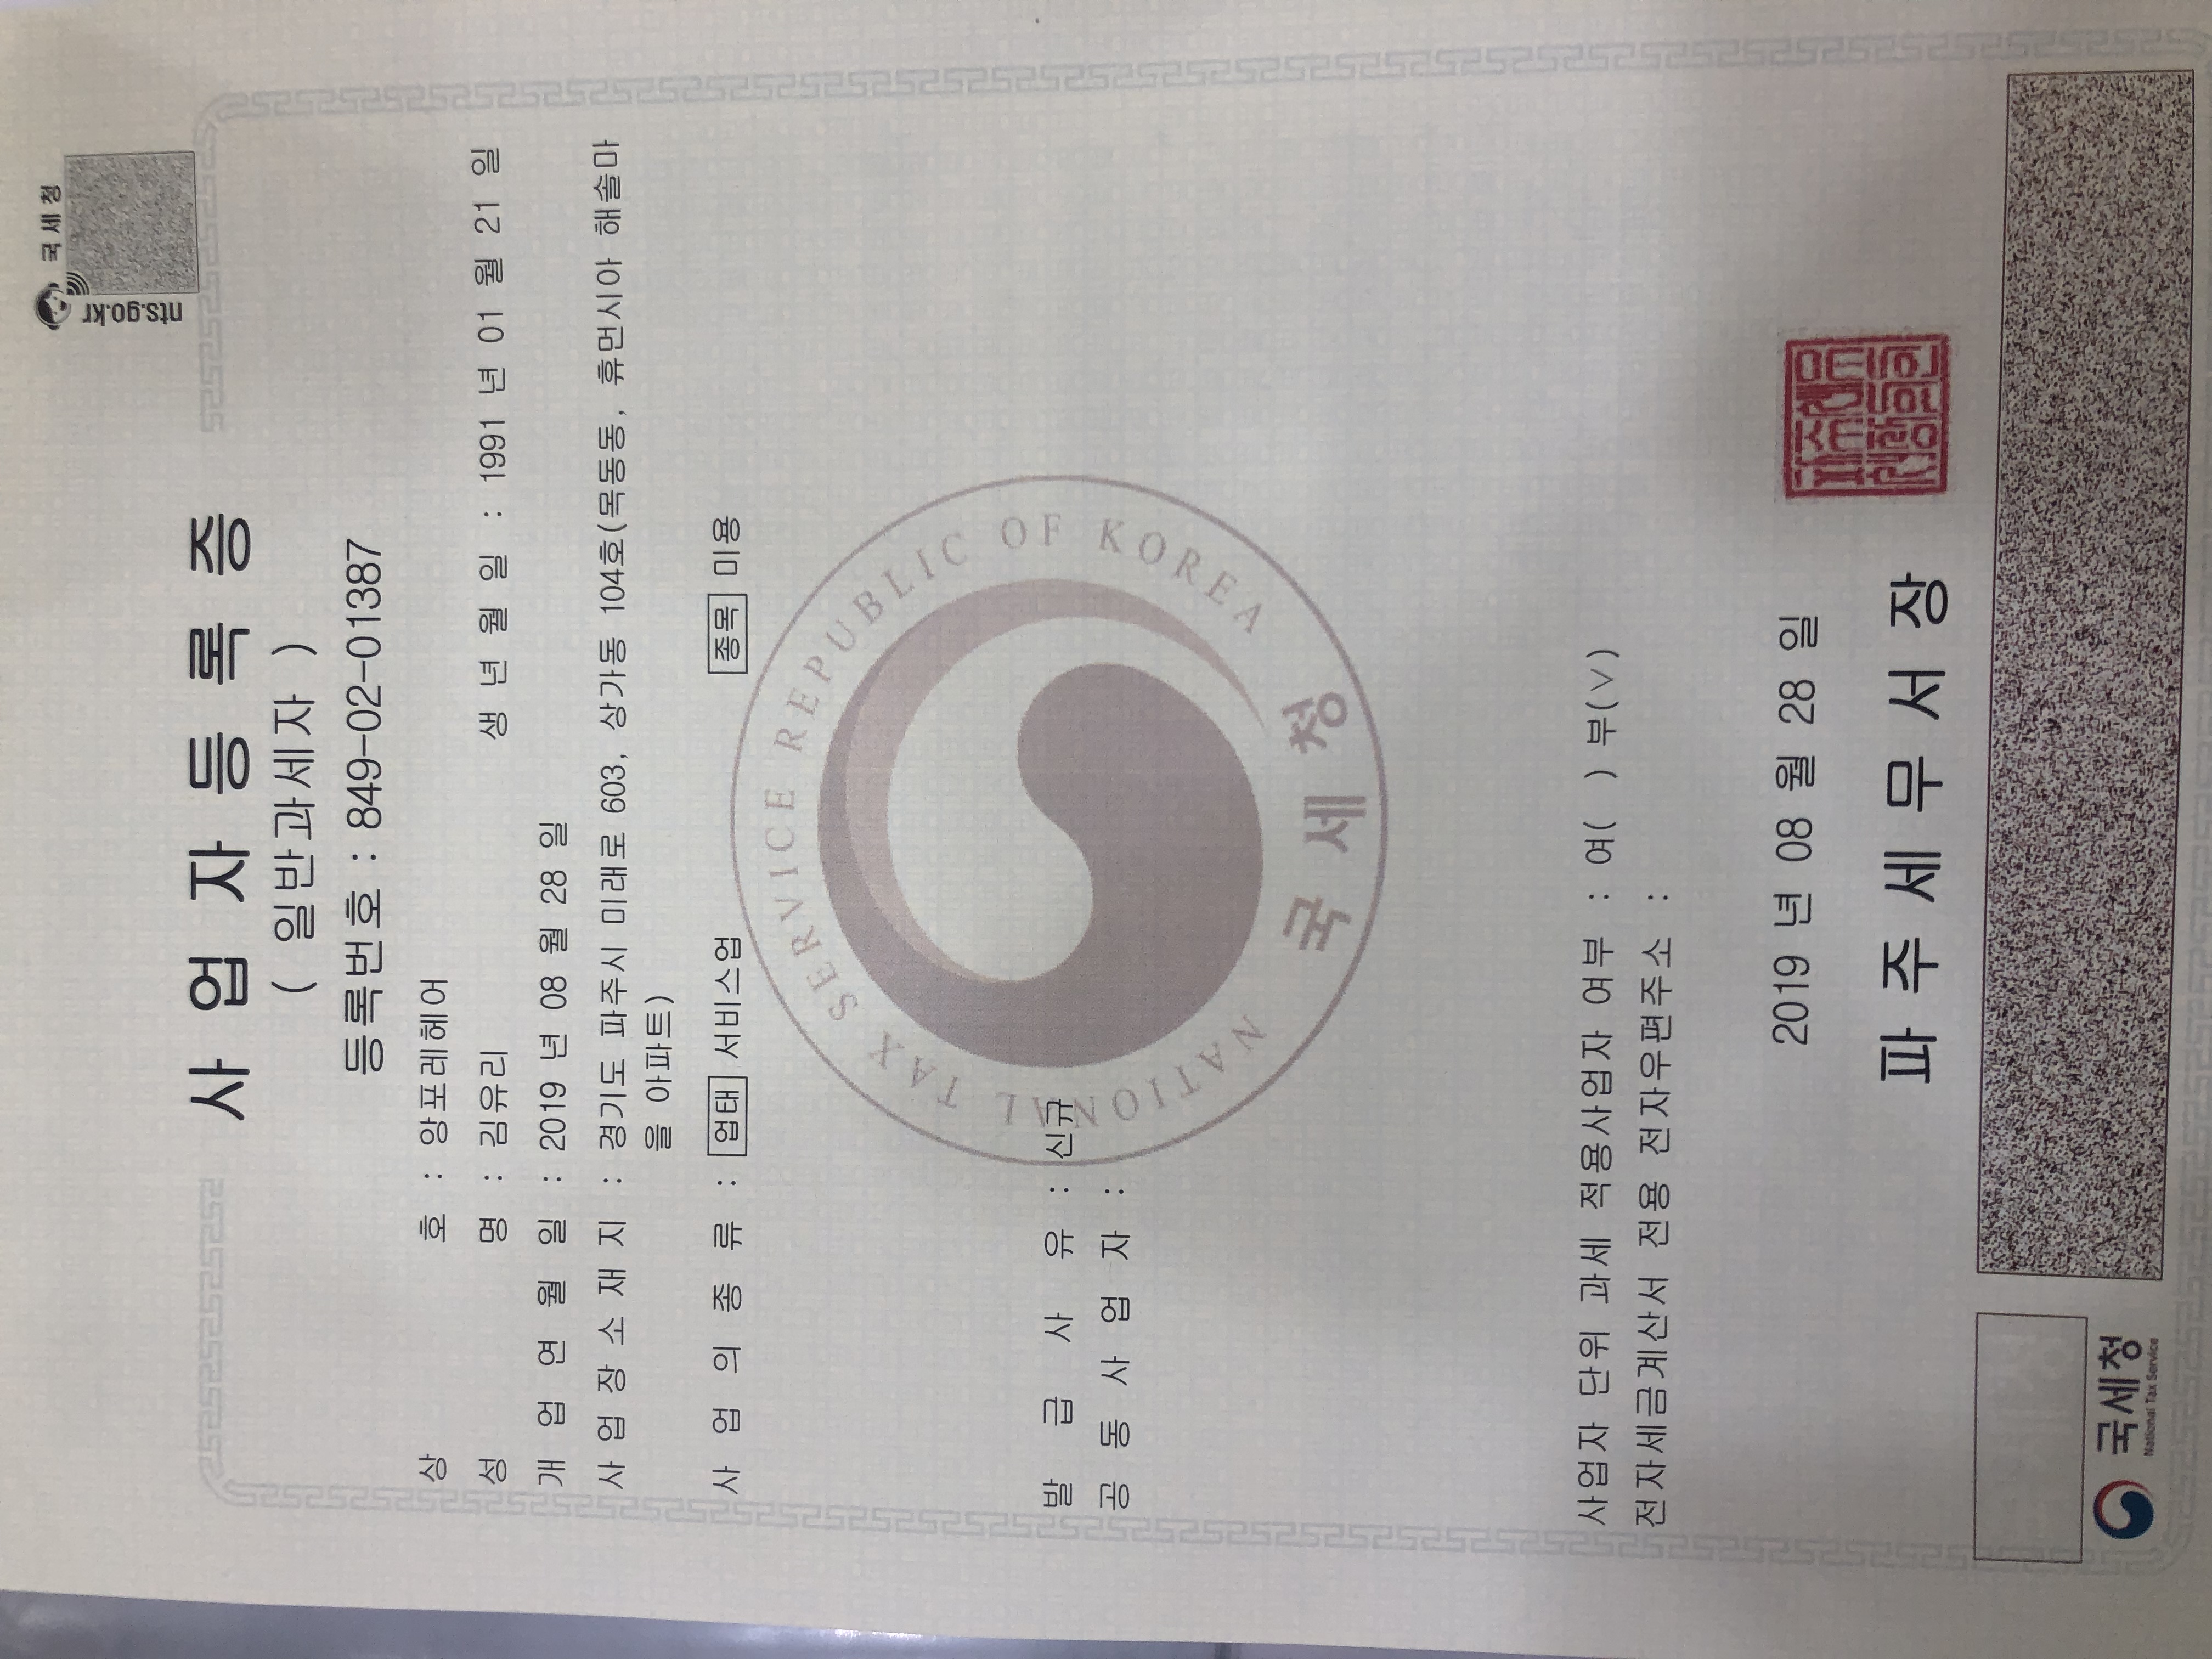 국세청
nts.go.kr
사업자등록증
( 일반과세자 )
등록번호 : 849-02-01387
상 호 : 앙포레헤어
성 명 : 김유리 생 년 월 일 : 1991 년 01 월 21 일
개 업 연 월 일 : 2019 년 08 월 28 일
사 업 장 소 재 지 : 경기도 파주시 미래로 603, 상가동 104호(목동동, 휴먼시아 해솔마
을 아파트)
사 업 의 종 류 : 업태 서비스업 종목 미용
NATIONAL TAX SERVICE REPUBLIC OF KOREA
국세청
발 급 사 유 : 신규
공 동 사 업 자 :
사업자 단위 과세 적용사업자 여부 : 여( ) 부(∨)
전자세금계산서 전용 전자우편주소 :
2019 년 08 월 28 일
파 주 세 무 서 장
국세청
National Tax Service